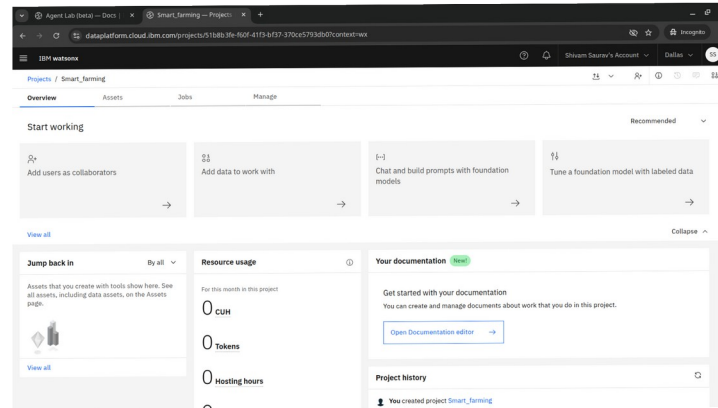 Agent Lab (beta) — Docs |
Smart_farming — Projects
dataplatform.cloud.ibm.com/projects/51b8b3fe-f60f-41f3-bf37-370ce5793db0?context=wx
Incognito
IBM watsonx
Shivam Saurav's Account
Dallas
SS
Projects / Smart_farming
Overview
Assets
Jobs
Manage
Start working
Recommended
Add users as collaborators
Add data to work with
Chat and build prompts with foundation
models
Tune a foundation model with labeled data
View all
Collapse
Jump back in
By all
Assets that you create with tools show here. See
all assets, including data assets, on the Assets
page.
View all
Resource usage
For this month in this project
0 CUH
0 Tokens
0 Hosting hours
Your documentation New!
Get started with your documentation
You can create and manage documents about work that you do in this project.
Open Documentation editor
Project history
You created project Smart_farming